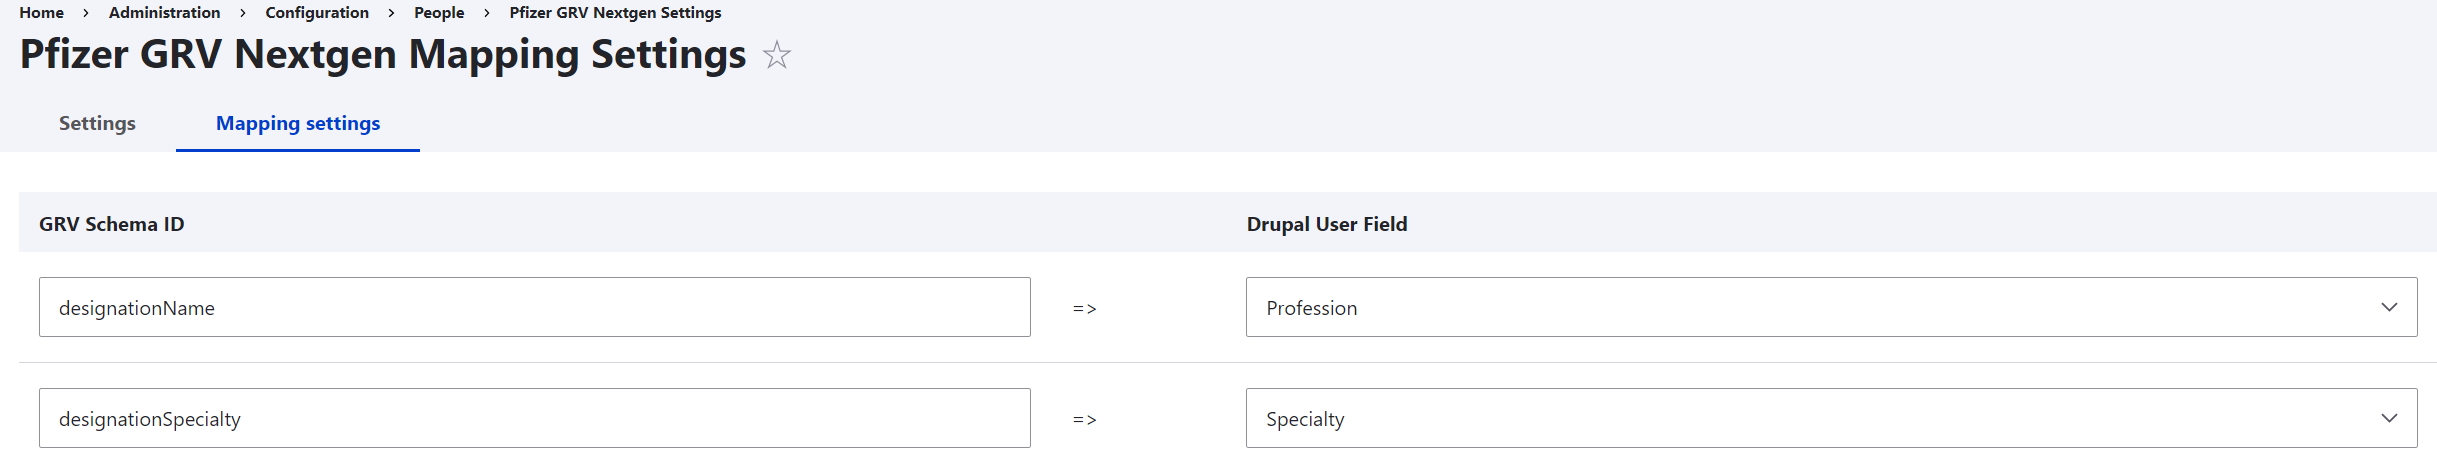 Home > Administration > Configuration > People > Pfizer GRV Nextgen Settings
Pfizer GRV Nextgen Mapping Settings
Settings Mapping settings
GRV Schema ID Drupal User Field
designationName => Profession
designationSpecialty => Specialty